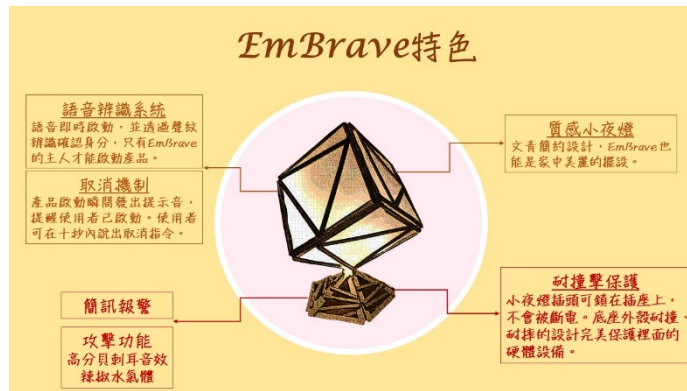 EmBrave特色
語音辨識系統
語音即時啟動,並透過聲紋
辨識確認身分,只有EmBrave
的主人才能啟動產品。
取消機制
產品啟動瞬間發出提示音,
提醒使用者已啟動。使用者
可在十秒內說出取消指令。
簡訊報警
攻擊功能
高分貝刺耳音效
辣椒水氣體
質感小夜燈
文青簡約設計,EmBrave也
能是家中美麗的擺設。
耐撞擊保護
小夜燈插頭可鎖在插座上,
不會被斷電。底座外殼耐撞、
耐摔的設計完美保護裡面的
硬體設備。